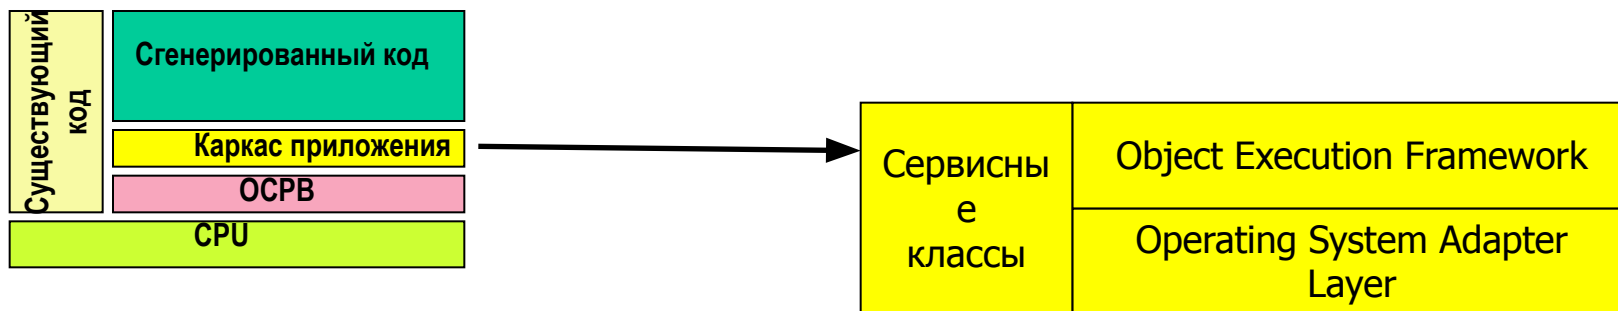 Существующий
код
Сгенерированный код
Каркас приложения
ОСРВ
CPU
Сервисны
е
классы
Object Execution Framework
Operating System Adapter
Layer